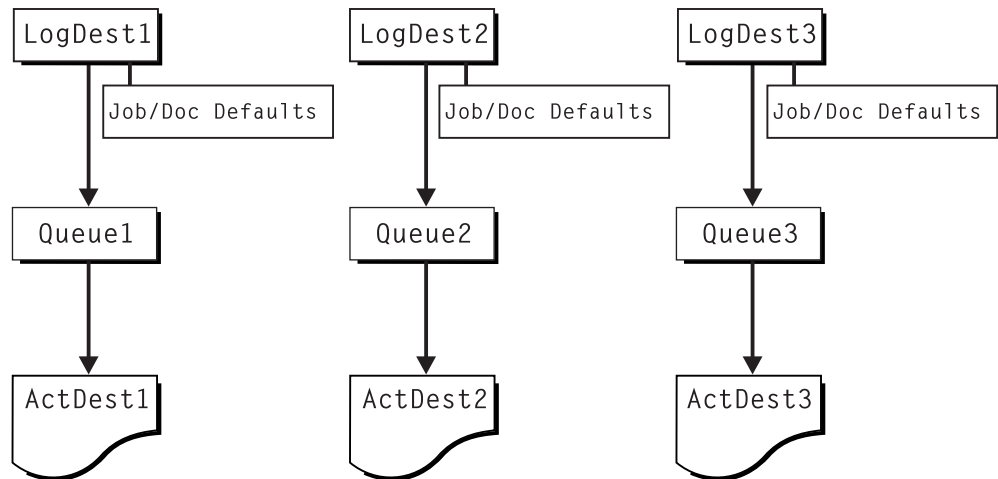 LogDest1
LogDest2
LogDest3
Job/Doc Defaults
Job/Doc Defaults
Job/Doc Defaults
Queue1
Queue2
Queue3
ActDest1
ActDest2
ActDest3